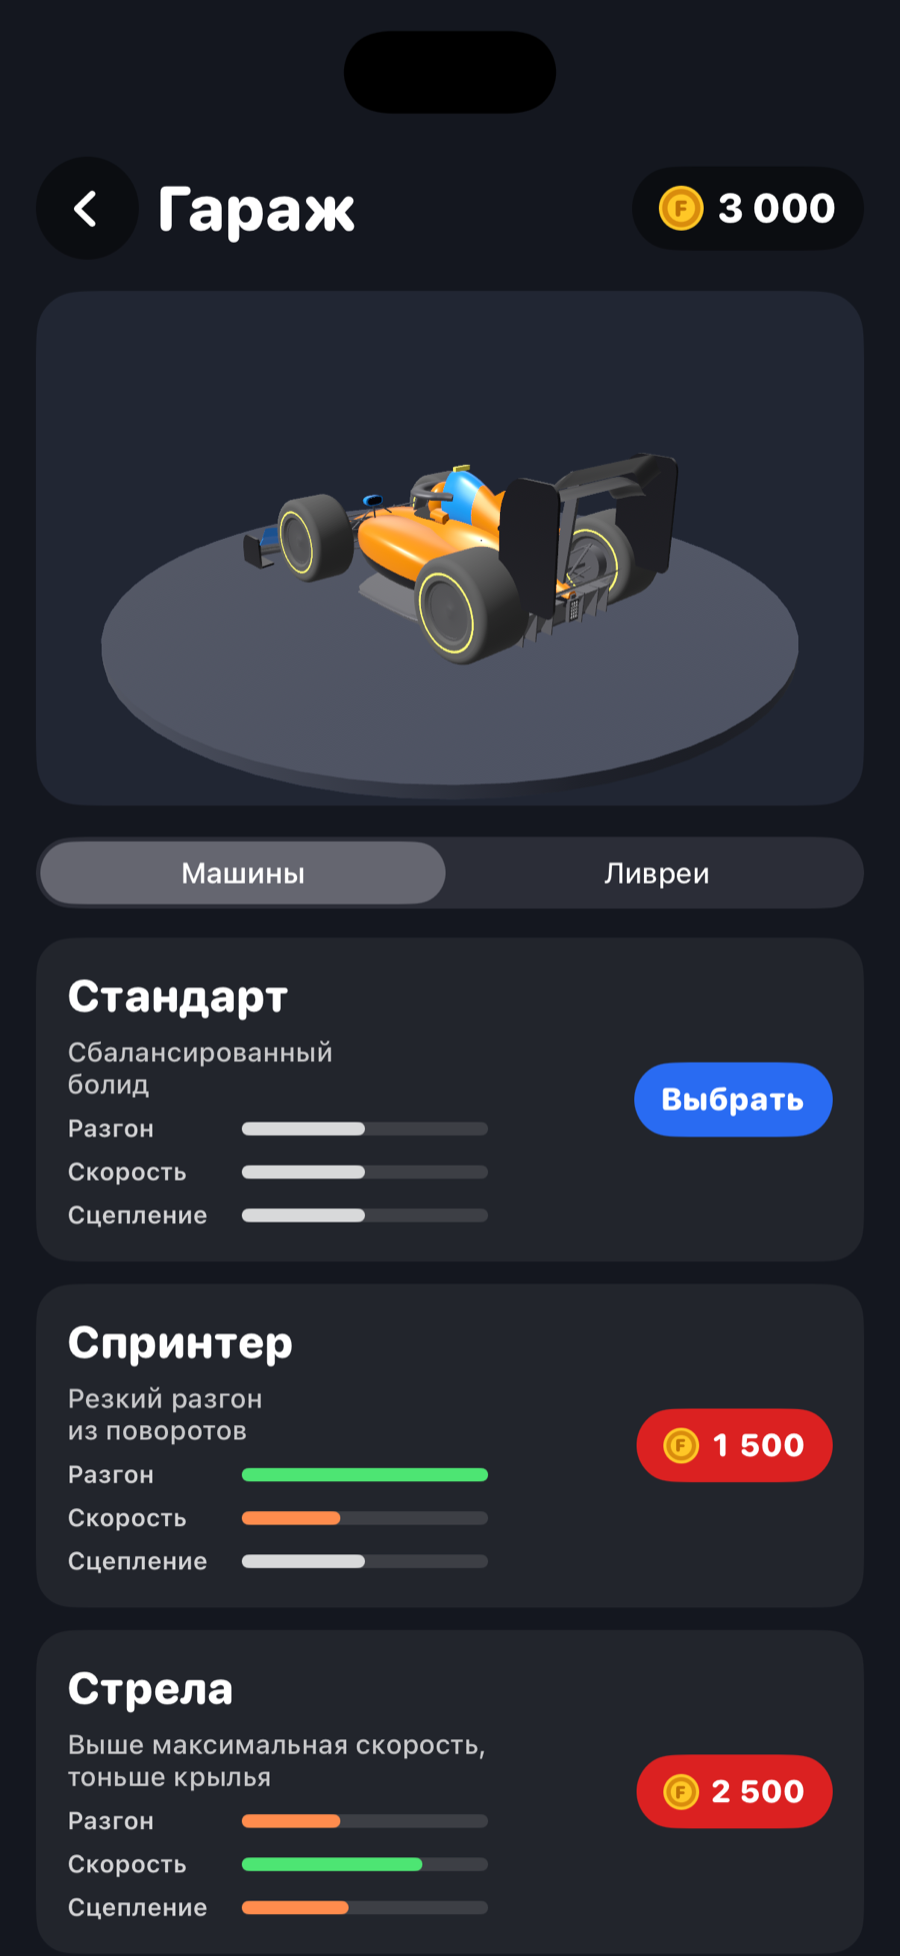 Гараж
F 3 000
Машины
Ливреи
Стандарт
Сбалансированный
болид
Выбрать
Разгон
Скорость
Сцепление
Спринтер
Резкий разгон
из поворотов
F 1 500
Разгон
Скорость
Сцепление
Стрела
Выше максимальная скорость,
тоньше крылья
F 2 500
Разгон
Скорость
Сцепление